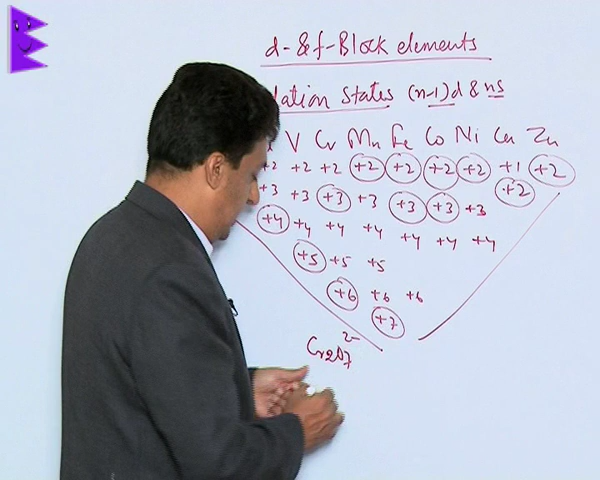 d- & f-Block elements
dation States (n-1)d & ns
V Cr Mn Fe Co Ni Cu Zn
+2 +2 +2 +2 +2 +2 +2 +1 +2
+3 +3 +3 +3 +3 +3 +3 +2
+4 +4 +4 +4 +4 +4 +4
+5 +5 +5
+6 +6 +6
+7
Cr2O7 2-